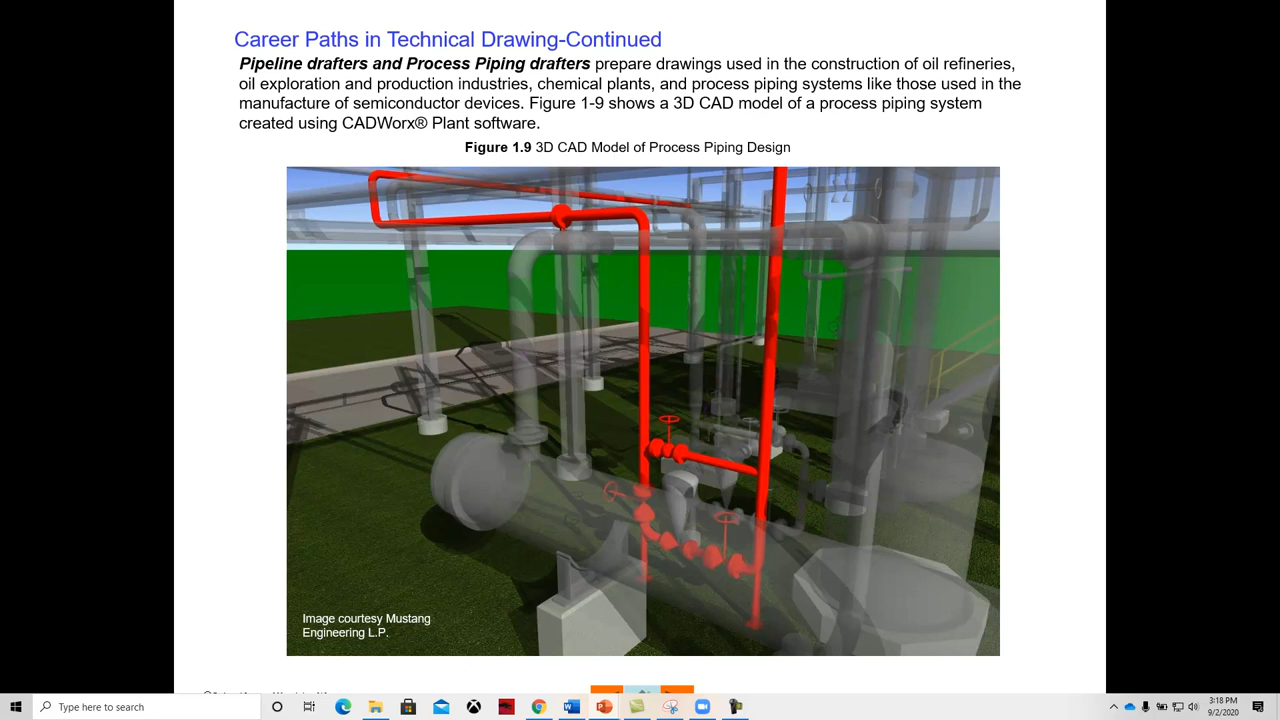 Career Paths in Technical Drawing-Continued
Pipeline drafters and Process Piping drafters prepare drawings used in the construction of oil refineries,
oil exploration and production industries, chemical plants, and process piping systems like those used in the
manufacture of semiconductor devices. Figure 1-9 shows a 3D CAD model of a process piping system
created using CADWorx® Plant software.
Figure 1.9 3D CAD Model of Process Piping Design
Image courtesy Mustang
Engineering L.P.
Type here to search
3:18 PM
9/2/2020